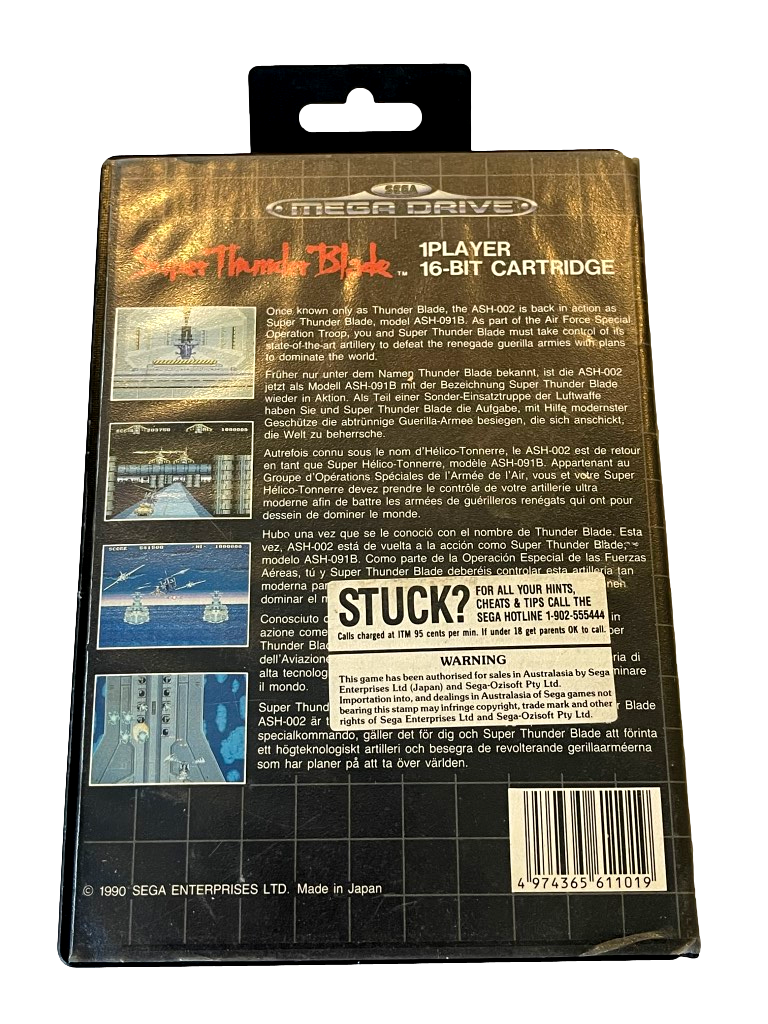 SEGA
MEGA DRIVE
Super Thunder Blade ™
1PLAYER
16-BIT CARTRIDGE
Once known only as Thunder Blade, the ASH-002 is back in action as
Super Thunder Blade, model ASH-091B. As part of the Air Force Special
Operation Troop, you and Super Thunder Blade must take control of its
state-of-the-art artillery to defeat the renegade guerilla armies with plans
to dominate the world.
Früher nur unter dem Namen Thunder Blade bekannt, ist die ASH-002
jetzt als Modell ASH-091B mit der Bezeichnung Super Thunder Blade
wieder in Aktion. Als Teil einer Sonder-Einsatztruppe der Luftwaffe
haben Sie und Super Thunder Blade die Aufgabe, mit Hilfe modernster
Geschütze die abtrünnige Guerilla-Armee besiegen, die sich anschickt,
die Welt zu beherrsche.
Autrefois connu sous le nom d'Hélico-Tonnerre, le ASH-002 est de retour
en tant que Super Hélico-Tonnerre, modèle ASH-091B. Appartenant au
Groupe d'Opérations Spéciales de l'Armée de l'Air, vous et votre Super
Hélico-Tonnerre devez prendre le contrôle de votre artillerie ultra
moderne afin de battre les armées de guérilleros renégats qui ont pour
dessein de dominer le monde.
Hubo una vez que se le conoció con el nombre de Thunder Blade. Esta
vez, ASH-002 está de vuelta a la acción como Super Thunder Blade,
modelo ASH-091B. Como parte de la Operación Especial de las Fuerzas
Aéreas, tú y Super Thunder Blade deberéis controlar esta artillería tan
moderna par
dominar el m
Conosciuto
azione come
Thunder Blad
dell'Aviazione
alta tecnolog
il mondo.
ria di
minare
Super Thund
r Blade
ASH-002 är t
specialkommando, gäller det för dig och Super Thunder Blade att förinta
ett högteknologiskt artilleri och besegra de revolterande gerillaarméerna
som har planer på att ta över världen.
STUCK?
FOR ALL YOUR HINTS,
CHEATS & TIPS CALL THE
SEGA HOTLINE 1-902-555444
Calls charged at ITM 95 cents per min. If under 18 get parents OK to call.
WARNING
This game has been authorised for sales in Australasia by Sega
Enterprises Ltd (Japan) and Sega-Ozisoft Pty Ltd.
Importation into, and dealings in Australasia of Sega games not
bearing this stamp may infringe copyright, trade mark and other
rights of Sega Enterprises Ltd and Sega-Ozisoft Pty Ltd.
4 974365 611019
© 1990 SEGA ENTERPRISES LTD. Made in Japan